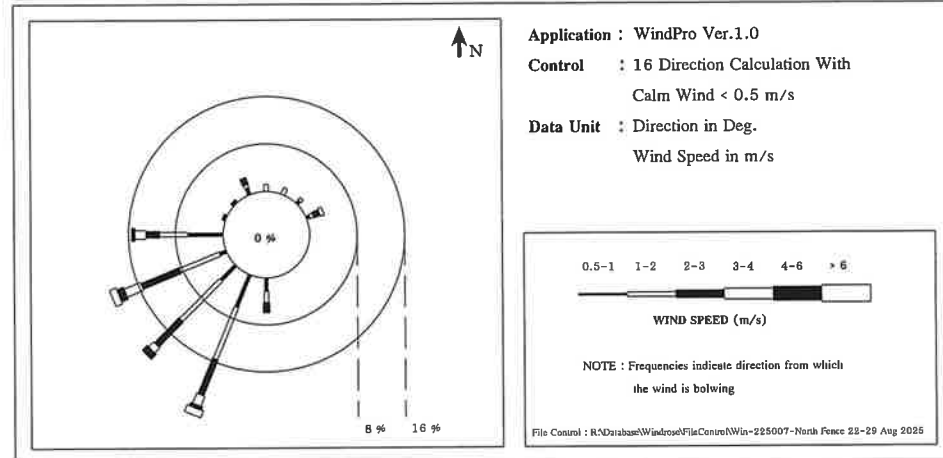 N
0 %
8 %
16 %
Application : WindPro Ver.1.0
Control : 16 Direction Calculation With
Calm Wind < 0.5 m/s
Data Unit : Direction in Deg.
Wind Speed in m/s
0.5-1 1-2 2-3 3-4 4-6 > 6
WIND SPEED (m/s)
NOTE : Frequencies indicate direction from which
the wind is bolwing
File Control : R:\Database\Windrose\FileControl\Win-225007-North Fence 22-29 Aug 2025